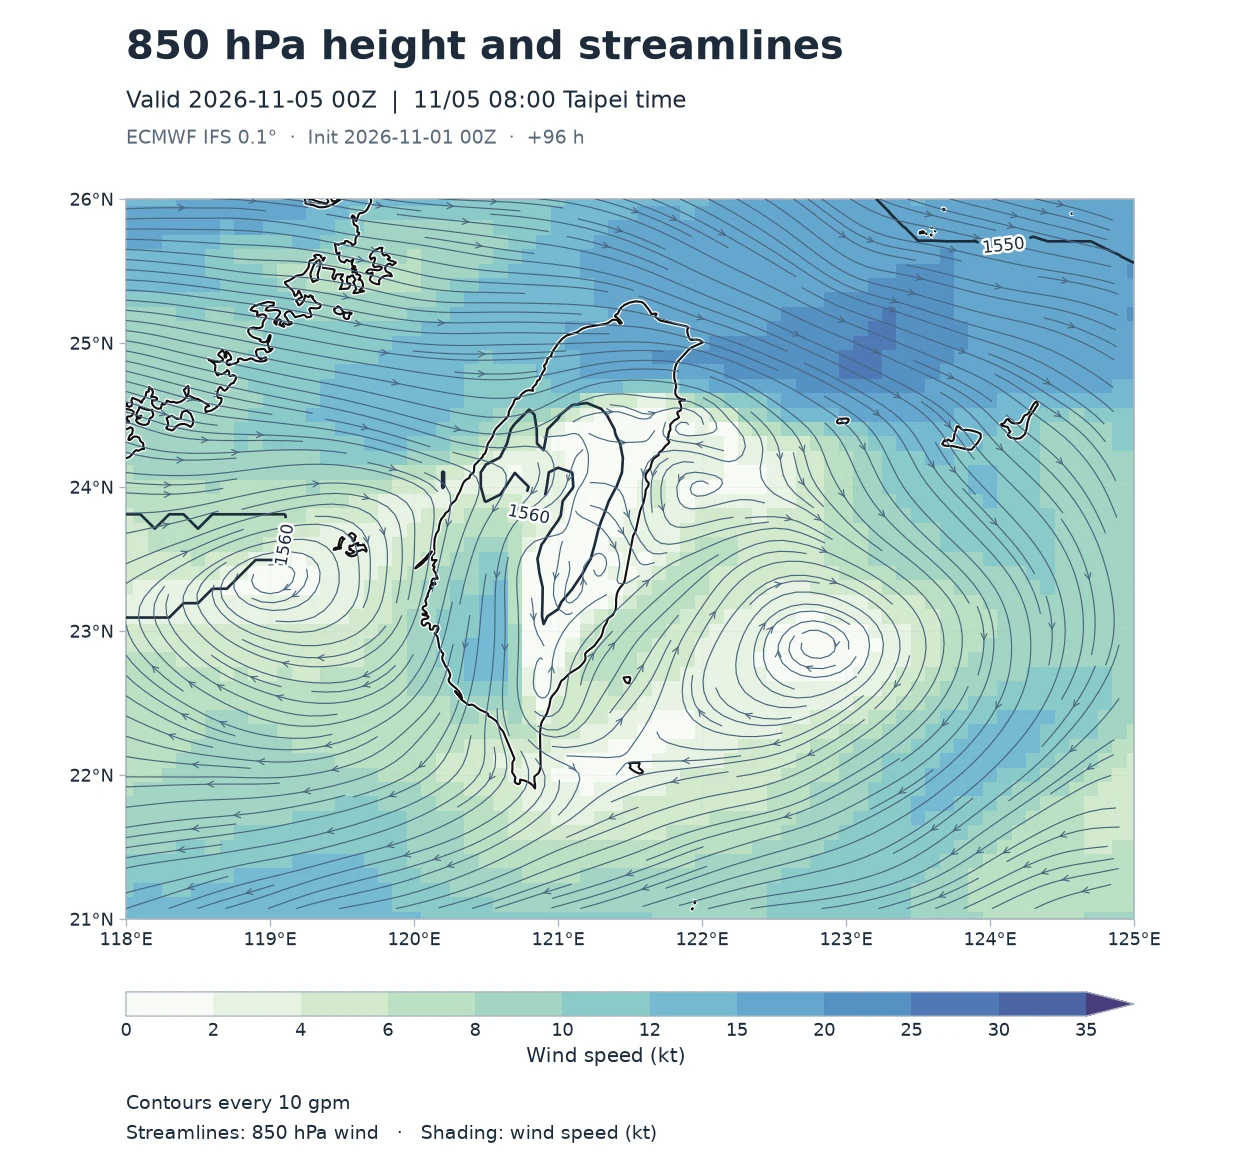 850 hPa height and streamlines
Valid 2026-11-05 00Z | 11/05 08:00 Taipei time
ECMWF IFS 0.1° · Init 2026-11-01 00Z · +96 h
26°N
1550
25°N
24°N
1560
1560
23°N
22°N
21°N
118°E 119°E 120°E 121°E 122°E 123°E 124°E 125°E
0 2 4 6 8 10 12 15 20 25 30 35
Wind speed (kt)
Contours every 10 gpm
Streamlines: 850 hPa wind · Shading: wind speed (kt)